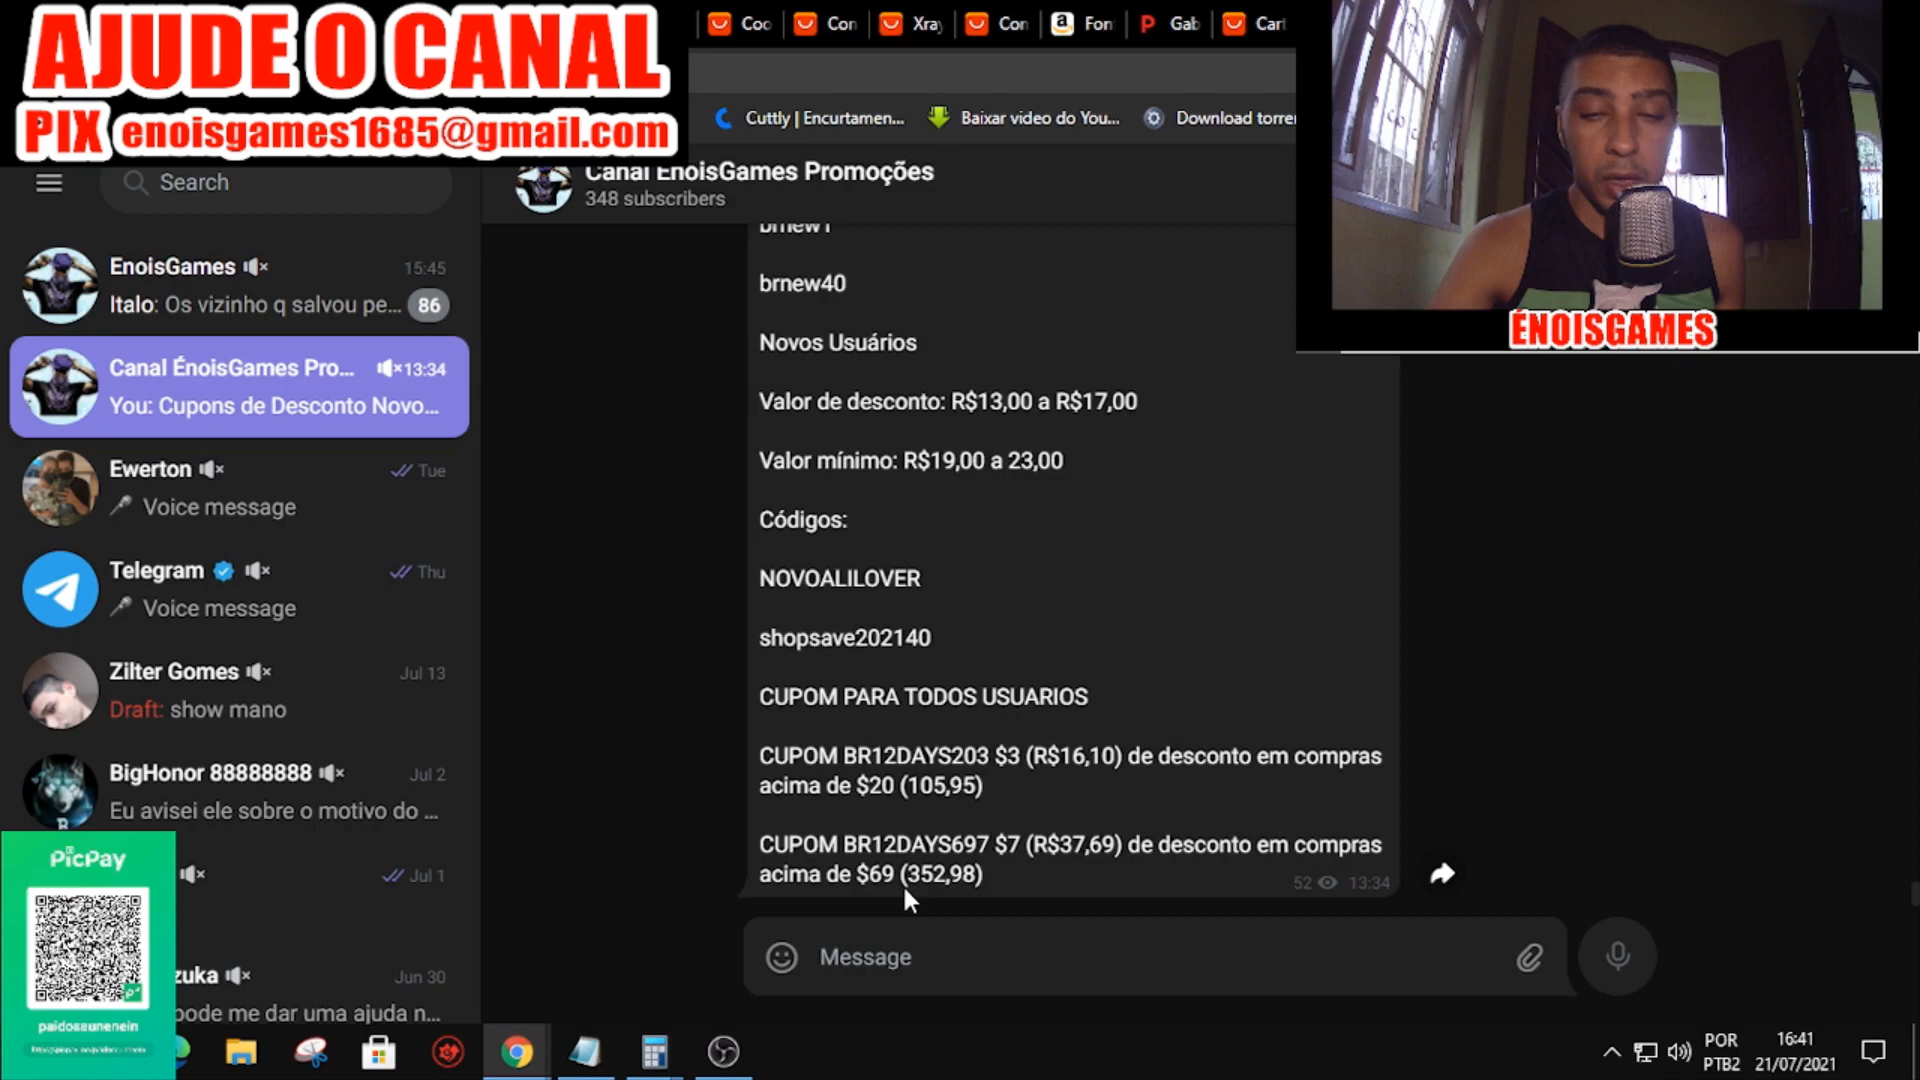 AJUDE O CANAL
PIX enoisgames1685@gmail.com
Coo
Con
Xray
Con
Fon
Gab
Cart
Cuttly | Encurtamen...
Baixar video do You...
Download torre
Search
Canal ÉnoisGames Promoções
348 subscribers
EnoisGames
15:45
Italo: Os vizinho q salvou pe...
86
Canal ÉnoisGames Pro...
13:34
You: Cupons de Desconto Novo...
Ewerton
Tue
Voice message
Telegram
Thu
Voice message
Zilter Gomes
Jul 13
Draft: show mano
BigHonor 88888888
Jul 2
Eu avisei ele sobre o motivo do ...
Jul 1
zuka
Jun 30
pode me dar uma ajuda n...
PicPay
brnew1
brnew40
Novos Usuários
Valor de desconto: R$13,00 a R$17,00
Valor mínimo: R$19,00 a 23,00
Códigos:
NOVOALILOVER
shopsave202140
CUPOM PARA TODOS USUARIOS
CUPOM BR12DAYS203 $3 (R$16,10) de desconto em compras
acima de $20 (105,95)
CUPOM BR12DAYS697 $7 (R$37,69) de desconto em compras
acima de $69 (352,98)
52
13:34
Message
ÉNOISGAMES
POR
PTB2
16:41
21/07/2021